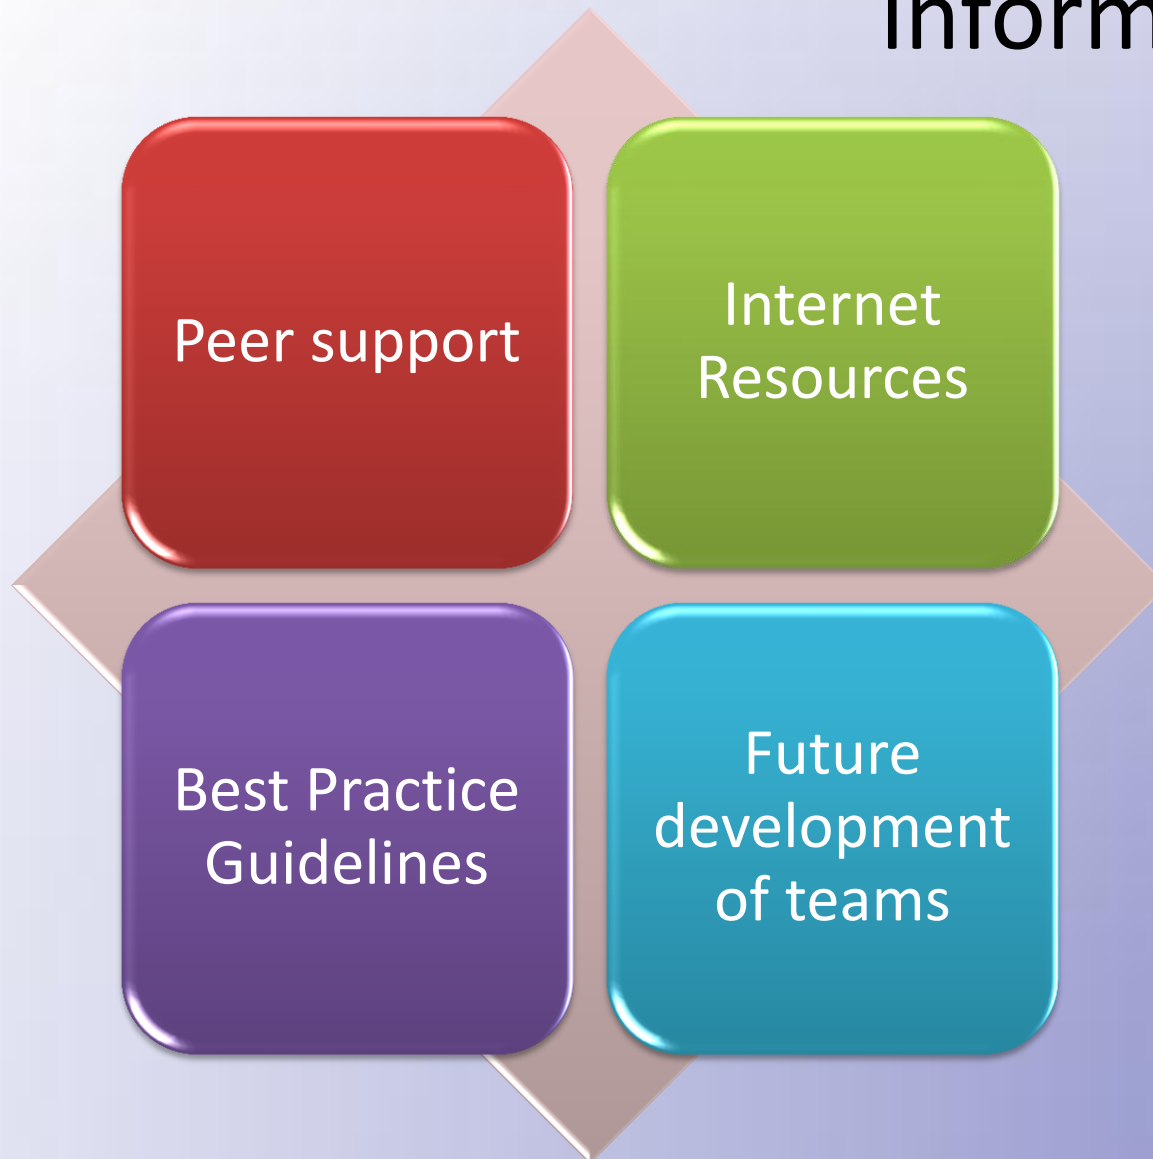 Inform
Peer support
Internet
Resources
Best Practice
Guidelines
Future
development
of teams